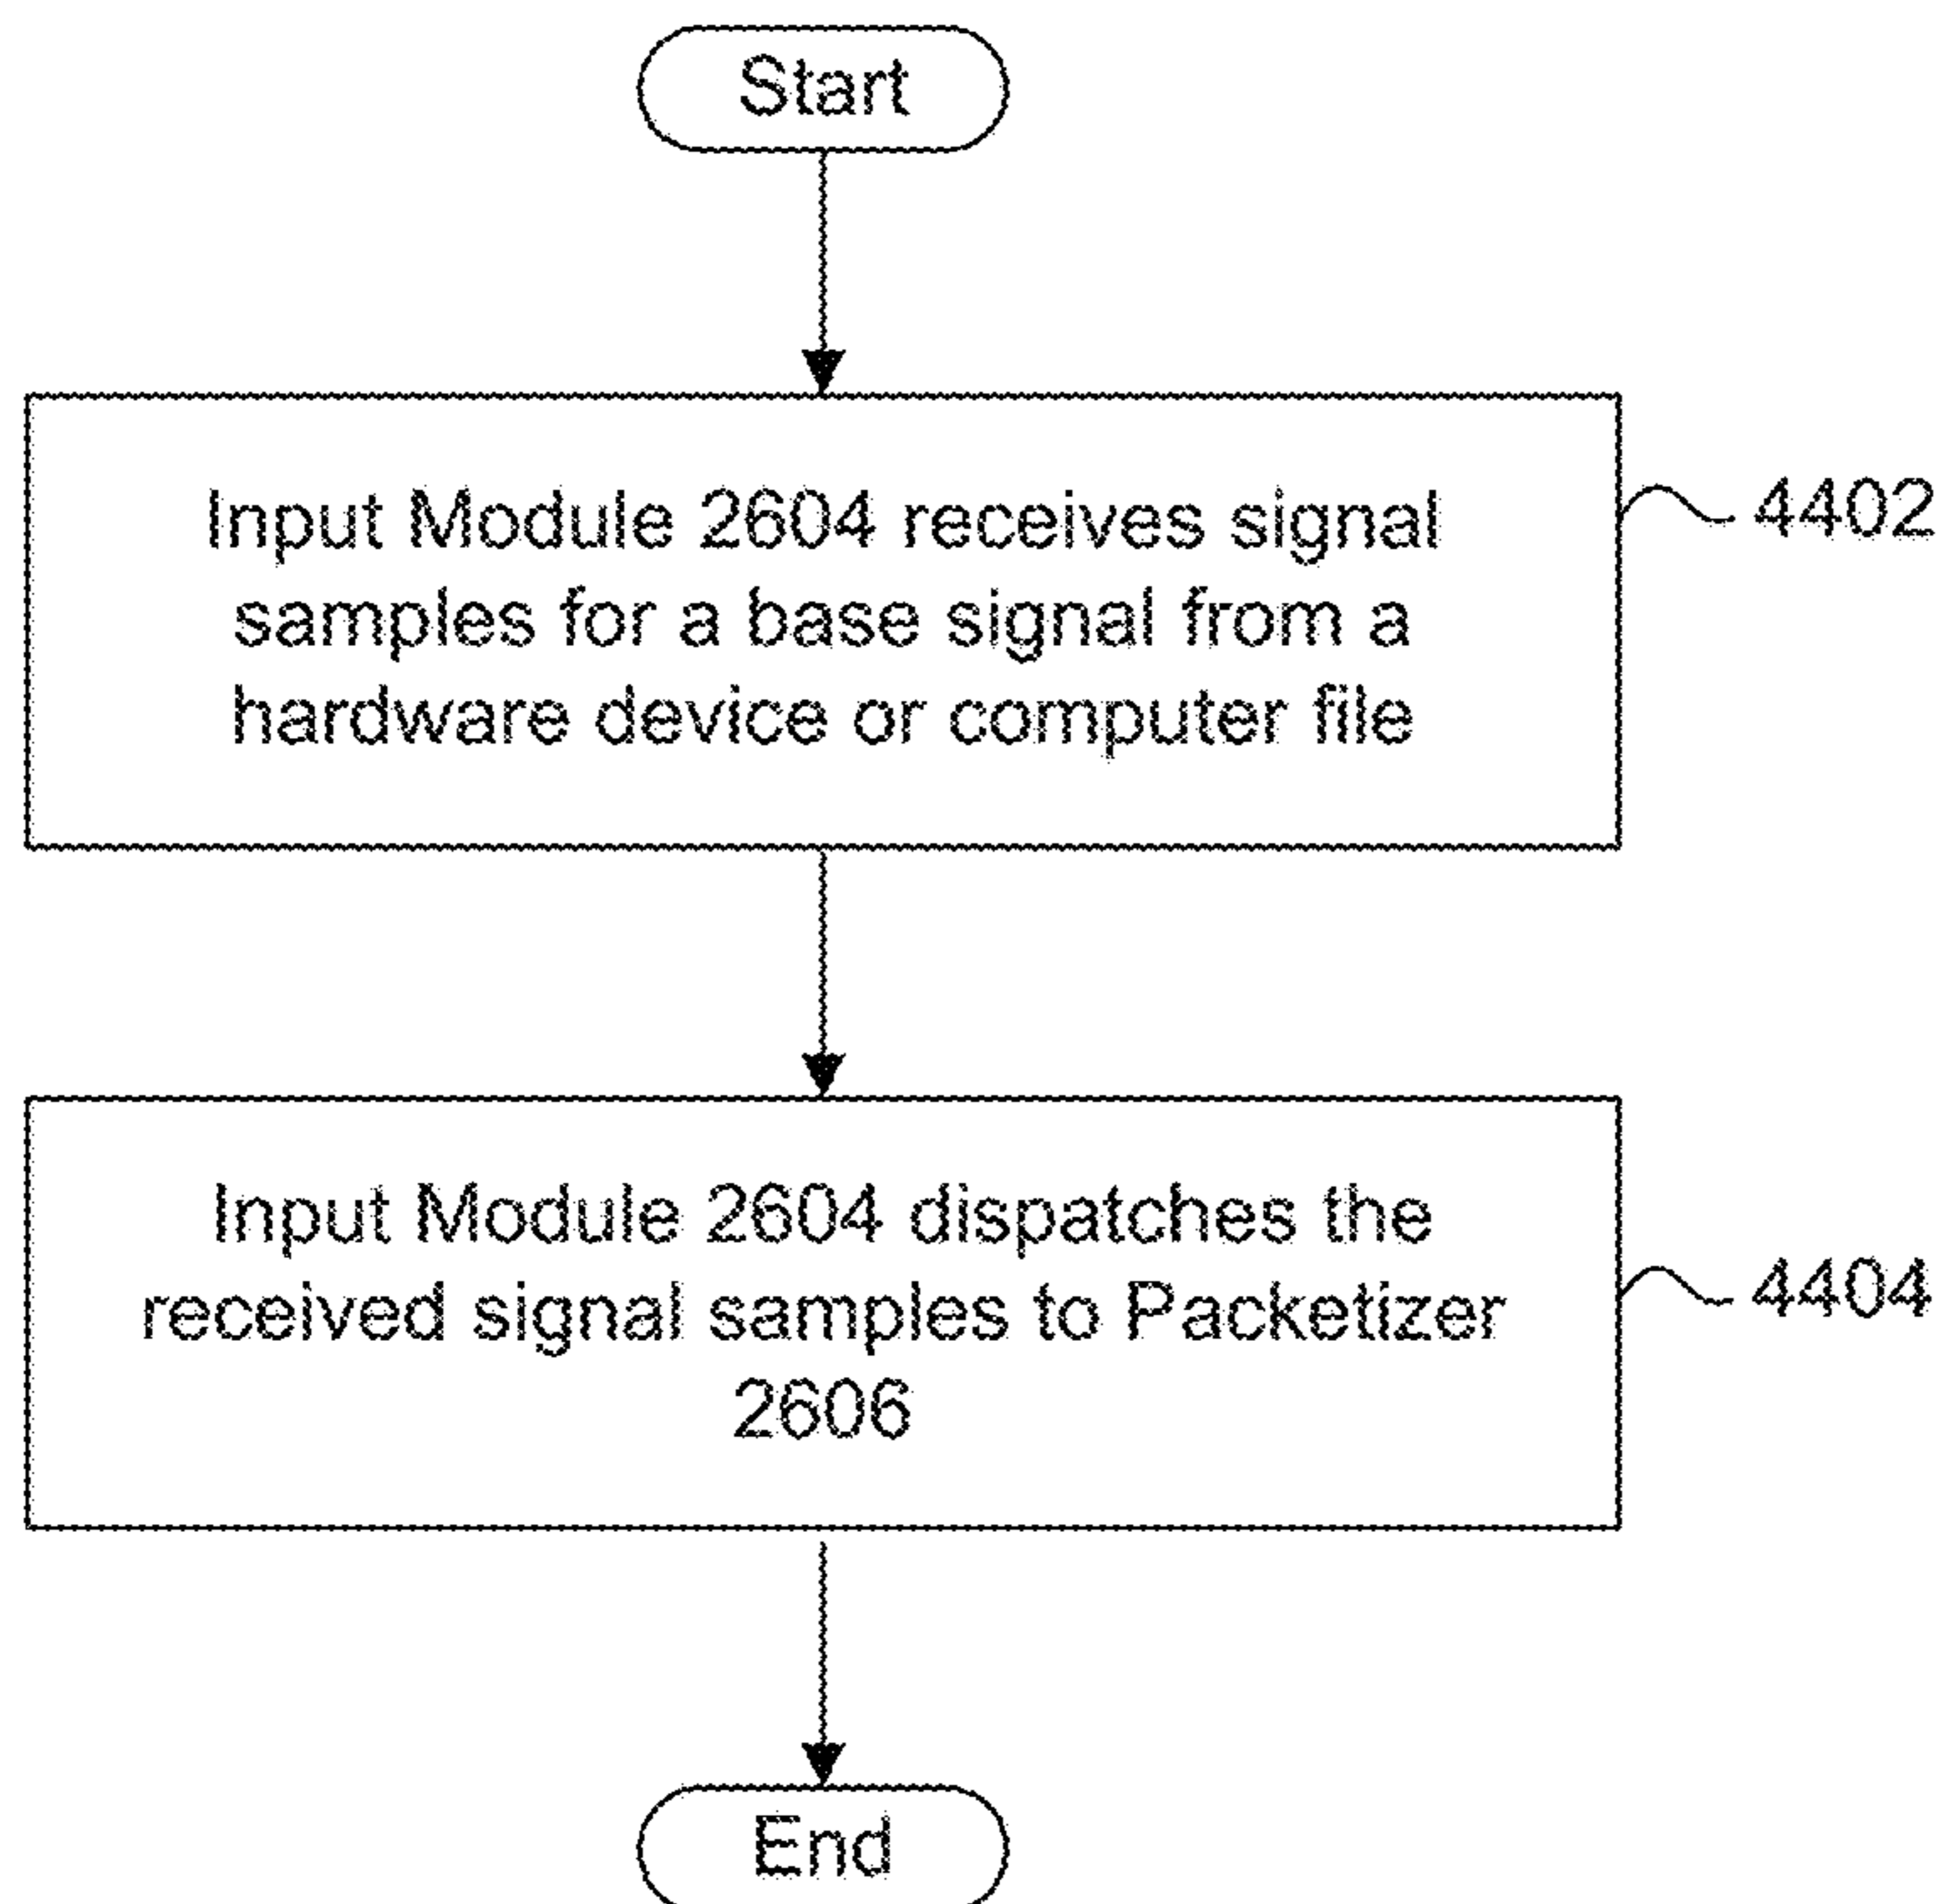 Start
Input Module 2604 receives signal
samples for a base signal from a
hardware device or computer file
4402
Input Module 2604 dispatches the
received signal samples to Packetizer
2606
4404
End